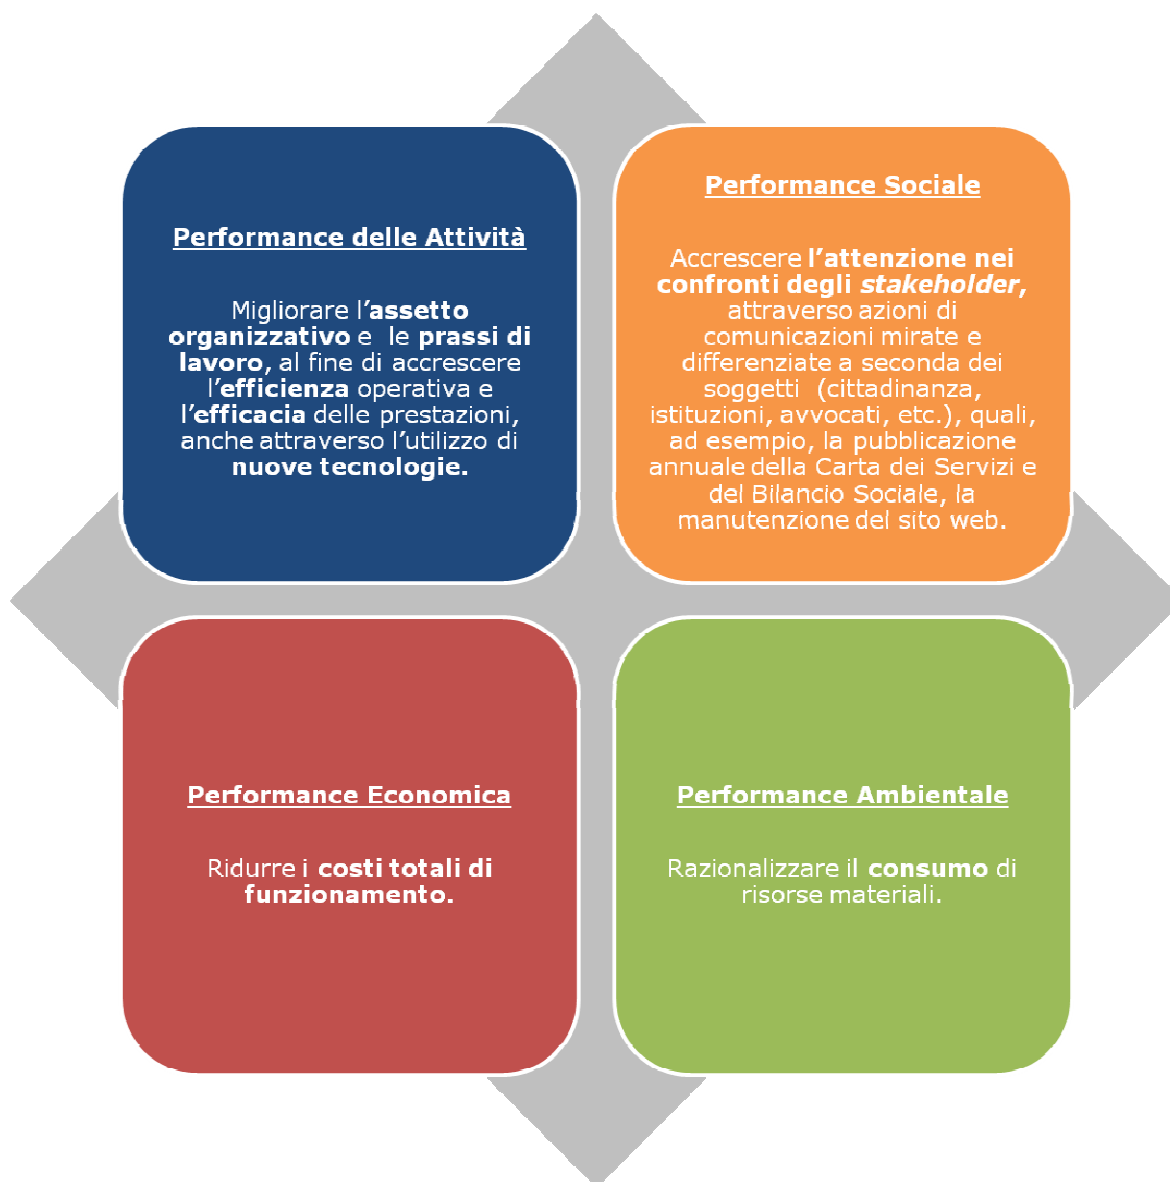 Performance delle Attività
Migliorare l’assetto
organizzativo e le prassi di
lavoro, al fine di accrescere
l’efficienza operativa e
l’efficacia delle prestazioni,
anche attraverso l’utilizzo di
nuove tecnologie.
Performance Sociale
Accrescere l’attenzione nei
confronti degli stakeholder,
attraverso azioni di
comunicazioni mirate e
differenziate a seconda dei
soggetti (cittadinanza,
istituzioni, avvocati, etc.), quali,
ad esempio, la pubblicazione
annuale della Carta dei Servizi e
del Bilancio Sociale, la
manutenzione del sito web.
Performance Economica
Ridurre i costi totali di
funzionamento.
Performance Ambientale
Razionalizzare il consumo di
risorse materiali.